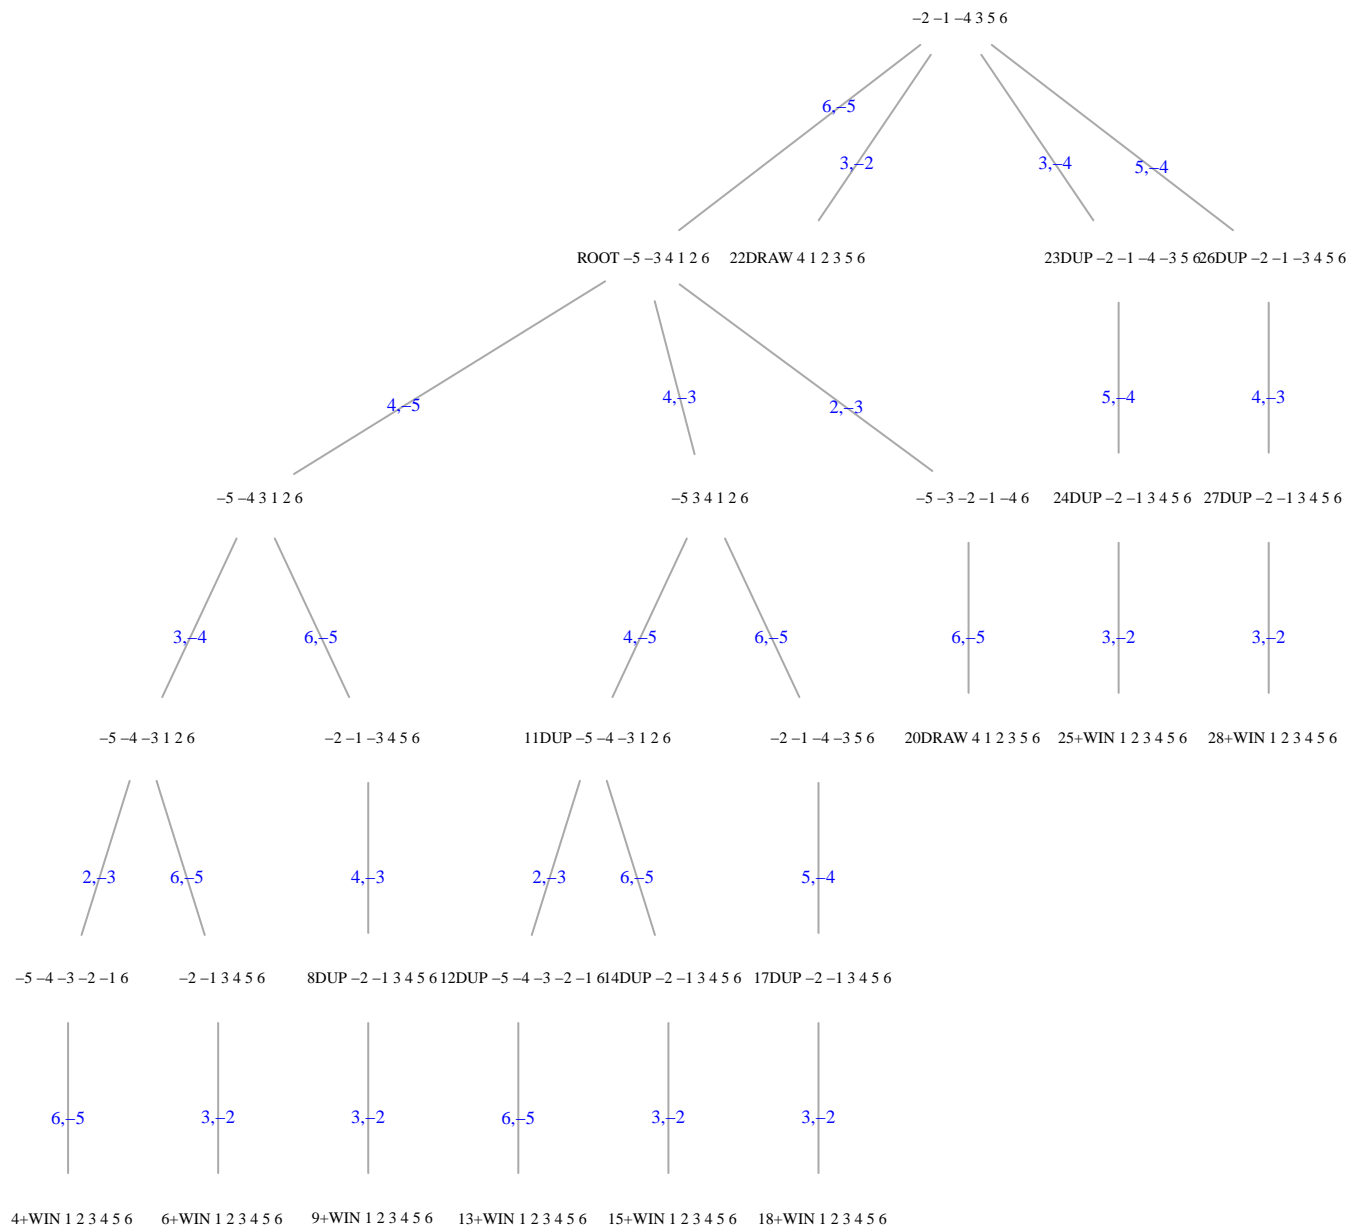 −2 −1 −4 3 5 6
6,−5
3,−2
3,−4
5,−4
ROOT −5 −3 4 1 2 6
22DRAW 4 1 2 3 5 6
23DUP −2 −1 −4 −3 5 6
26DUP −2 −1 −3 4 5 6
4,−5
4,−3
2,−3
5,−4
4,−3
−5 −4 3 1 2 6
−5 3 4 1 2 6
−5 −3 −2 −1 −4 6
24DUP −2 −1 3 4 5 6
27DUP −2 −1 3 4 5 6
3,−4
6,−5
4,−5
6,−5
6,−5
3,−2
3,−2
−5 −4 −3 1 2 6
−2 −1 −3 4 5 6
11DUP −5 −4 −3 1 2 6
−2 −1 −4 −3 5 6
20DRAW 4 1 2 3 5 6
25+WIN 1 2 3 4 5 6
28+WIN 1 2 3 4 5 6
2,−3
6,−5
4,−3
2,−3
6,−5
5,−4
−5 −4 −3 −2 −1 6
−2 −1 3 4 5 6
8DUP −2 −1 3 4 5 6
12DUP −5 −4 −3 −2 −1 6
14DUP −2 −1 3 4 5 6
17DUP −2 −1 3 4 5 6
6,−5
3,−2
3,−2
6,−5
3,−2
3,−2
4+WIN 1 2 3 4 5 6
6+WIN 1 2 3 4 5 6
9+WIN 1 2 3 4 5 6
13+WIN 1 2 3 4 5 6
15+WIN 1 2 3 4 5 6
18+WIN 1 2 3 4 5 6